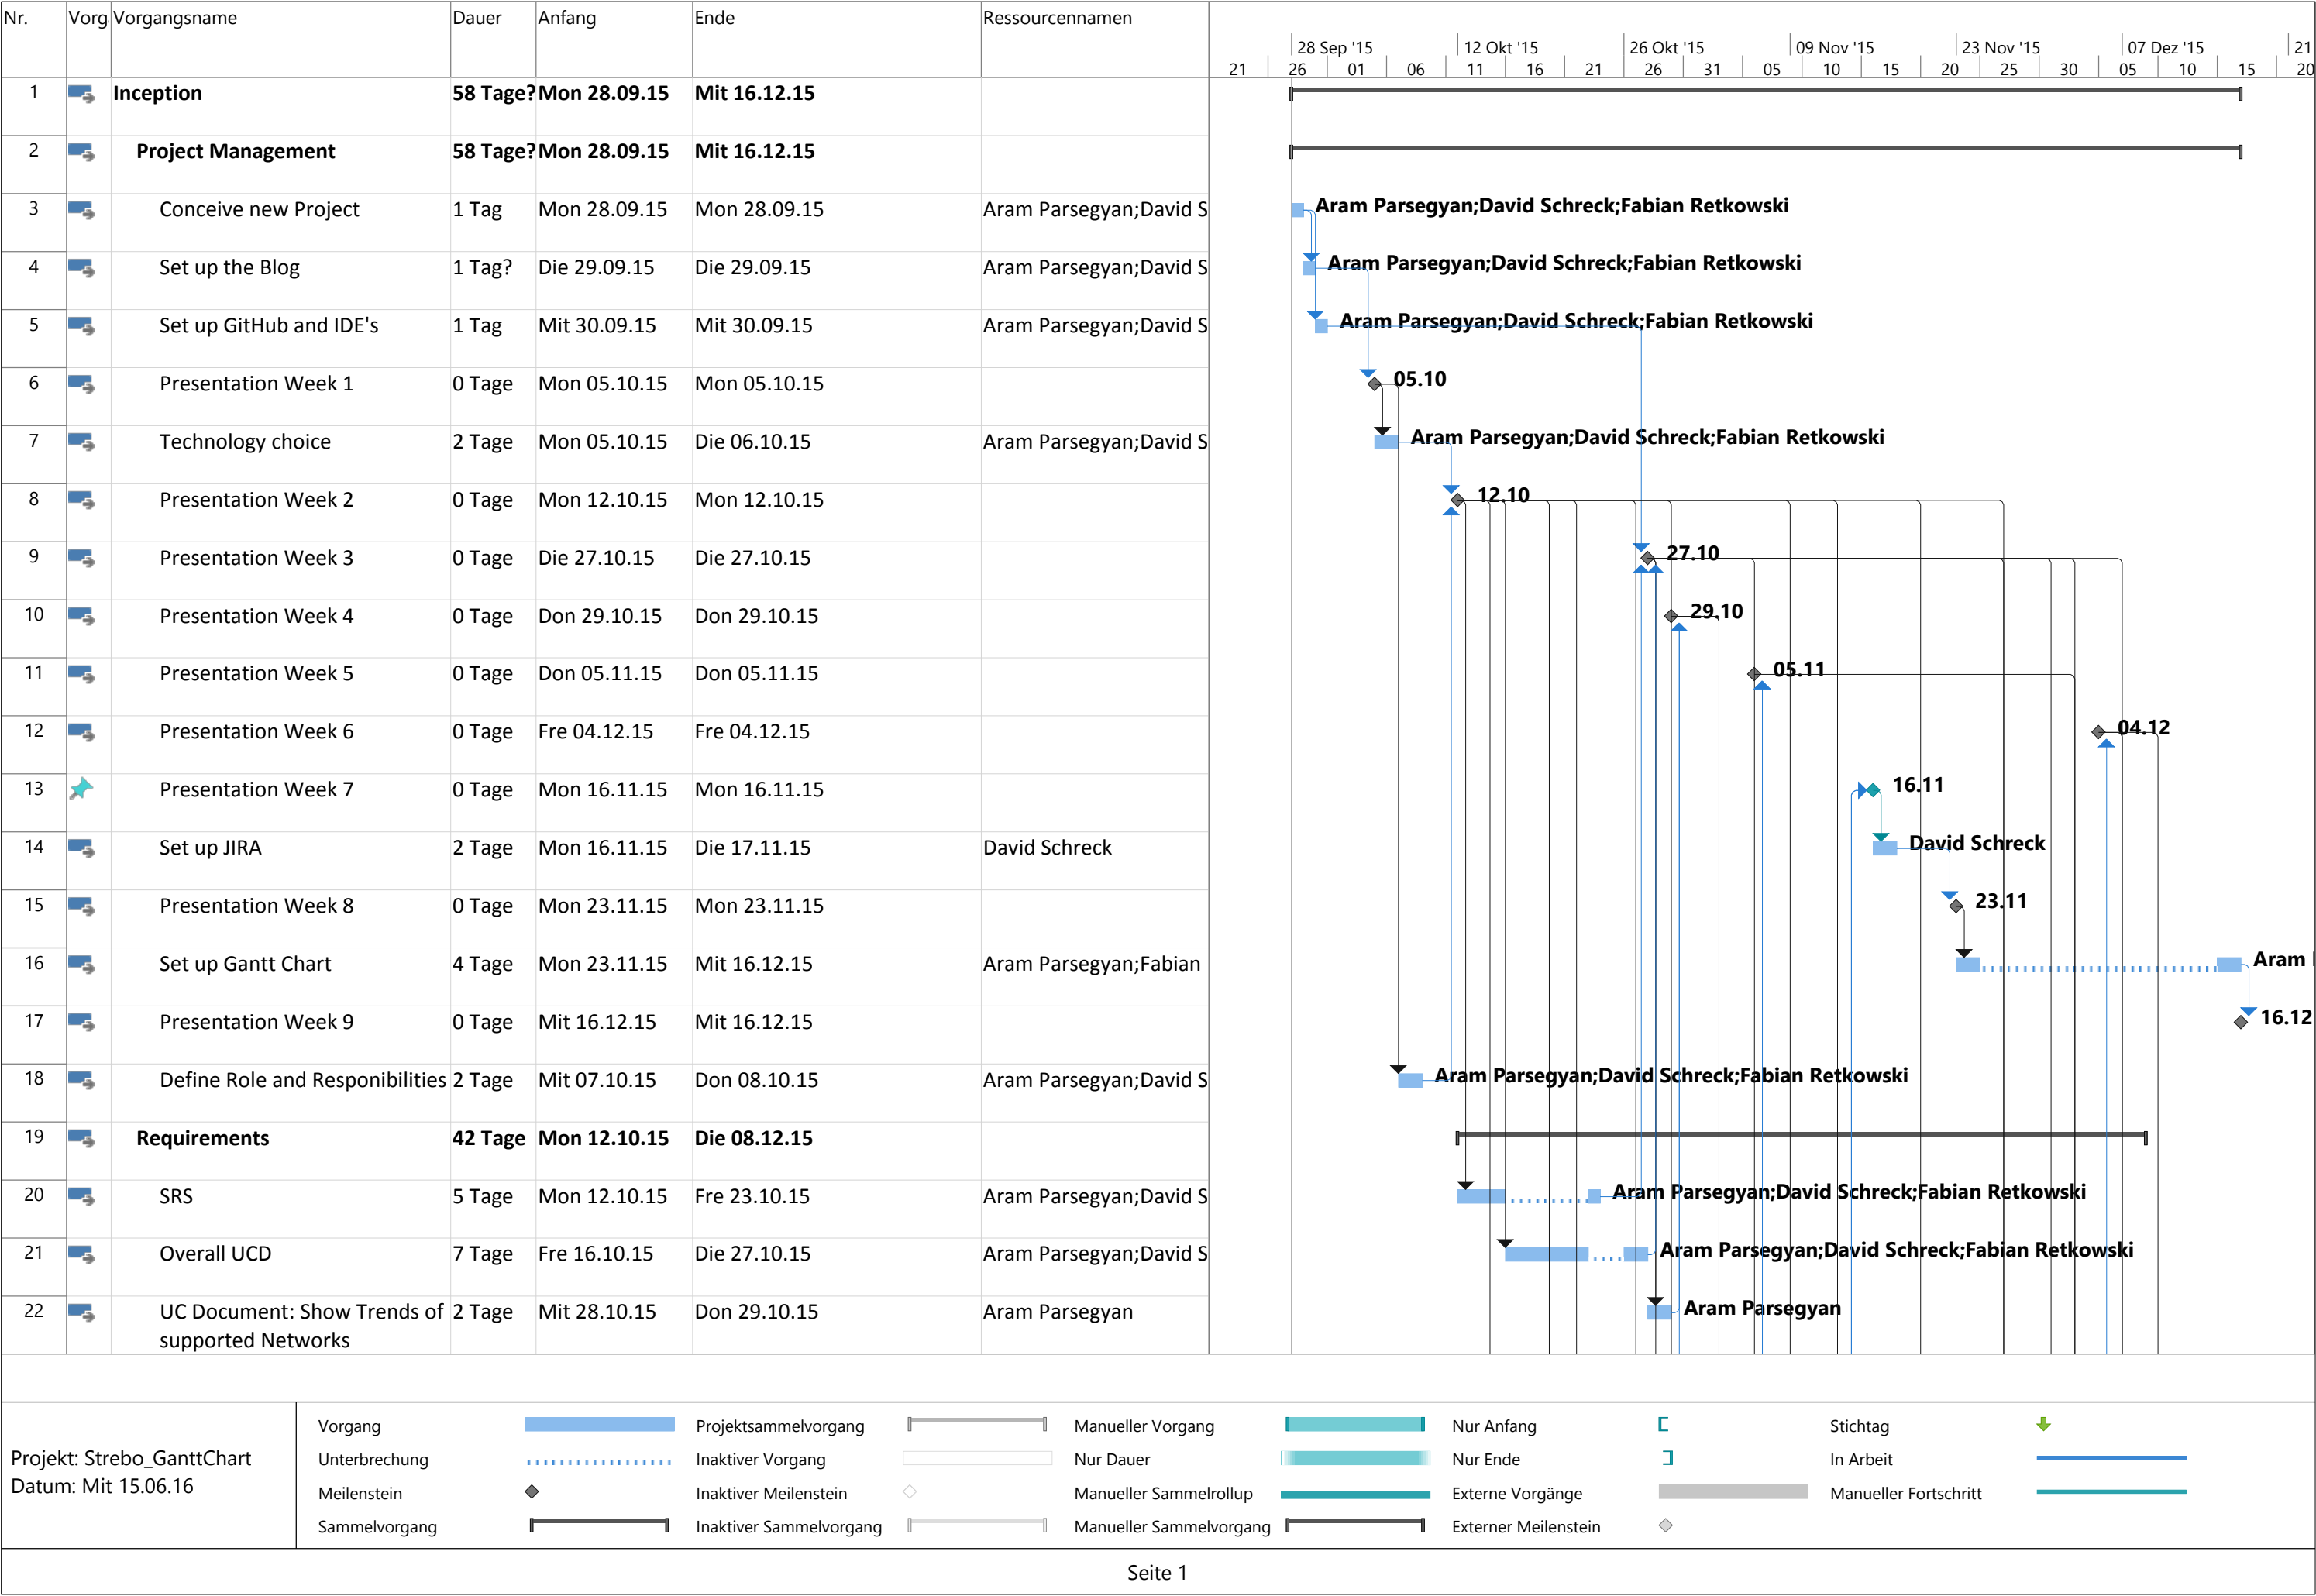 Nr. Vorg Vorgangsname Dauer Anfang Ende Ressourcennamen
28 Sep '15 12 Okt '15 26 Okt '15 09 Nov '15 23 Nov '15 07 Dez '15 21
21 26 01 06 11 16 21 26 31 05 10 15 20 25 30 05 10 15 20
1 Inception 58 Tage? Mon 28.09.15 Mit 16.12.15
2 Project Management 58 Tage? Mon 28.09.15 Mit 16.12.15
3 Conceive new Project 1 Tag Mon 28.09.15 Mon 28.09.15 Aram Parsegyan;David S Aram Parsegyan;David Schreck;Fabian Retkowski
4 Set up the Blog 1 Tag? Die 29.09.15 Die 29.09.15 Aram Parsegyan;David S Aram Parsegyan;David Schreck;Fabian Retkowski
5 Set up GitHub and IDE's 1 Tag Mit 30.09.15 Mit 30.09.15 Aram Parsegyan;David S Aram Parsegyan;David Schreck;Fabian Retkowski
6 Presentation Week 1 0 Tage Mon 05.10.15 Mon 05.10.15 05.10
7 Technology choice 2 Tage Mon 05.10.15 Die 06.10.15 Aram Parsegyan;David S Aram Parsegyan;David Schreck;Fabian Retkowski
8 Presentation Week 2 0 Tage Mon 12.10.15 Mon 12.10.15 12.10
9 Presentation Week 3 0 Tage Die 27.10.15 Die 27.10.15 27.10
10 Presentation Week 4 0 Tage Don 29.10.15 Don 29.10.15 29.10
11 Presentation Week 5 0 Tage Don 05.11.15 Don 05.11.15 05.11
12 Presentation Week 6 0 Tage Fre 04.12.15 Fre 04.12.15 04.12
13 Presentation Week 7 0 Tage Mon 16.11.15 Mon 16.11.15 16.11
14 Set up JIRA 2 Tage Mon 16.11.15 Die 17.11.15 David Schreck David Schreck
15 Presentation Week 8 0 Tage Mon 23.11.15 Mon 23.11.15 23.11
16 Set up Gantt Chart 4 Tage Mon 23.11.15 Mit 16.12.15 Aram Parsegyan;Fabian Aram
17 Presentation Week 9 0 Tage Mit 16.12.15 Mit 16.12.15 16.12
18 Define Role and Responibilities 2 Tage Mit 07.10.15 Don 08.10.15 Aram Parsegyan;David S Aram Parsegyan;David Schreck;Fabian Retkowski
19 Requirements 42 Tage Mon 12.10.15 Die 08.12.15
20 SRS 5 Tage Mon 12.10.15 Fre 23.10.15 Aram Parsegyan;David S Aram Parsegyan;David Schreck;Fabian Retkowski
21 Overall UCD 7 Tage Fre 16.10.15 Die 27.10.15 Aram Parsegyan;David S Aram Parsegyan;David Schreck;Fabian Retkowski
22 UC Document: Show Trends of 2 Tage Mit 28.10.15 Don 29.10.15 Aram Parsegyan Aram Parsegyan
supported Networks
Projekt: Strebo_GanttChart
Datum: Mit 15.06.16
Vorgang Projektsammelvorgang Manueller Vorgang Nur Anfang Stichtag
Unterbrechung Inaktiver Vorgang Nur Dauer Nur Ende In Arbeit
Meilenstein Inaktiver Meilenstein Manueller Sammelrollup Externe Vorgänge Manueller Fortschritt
Sammelvorgang Inaktiver Sammelvorgang Manueller Sammelvorgang Externer Meilenstein
Seite 1